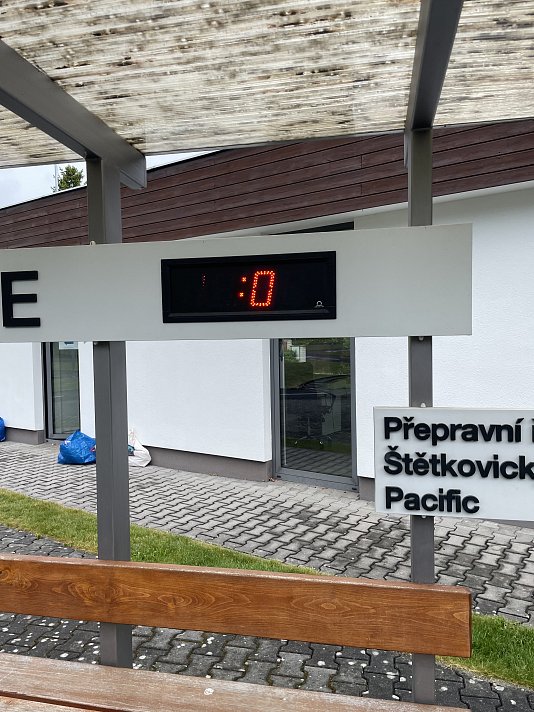 E
:0
Přepravní
Štětkovick
Pacific